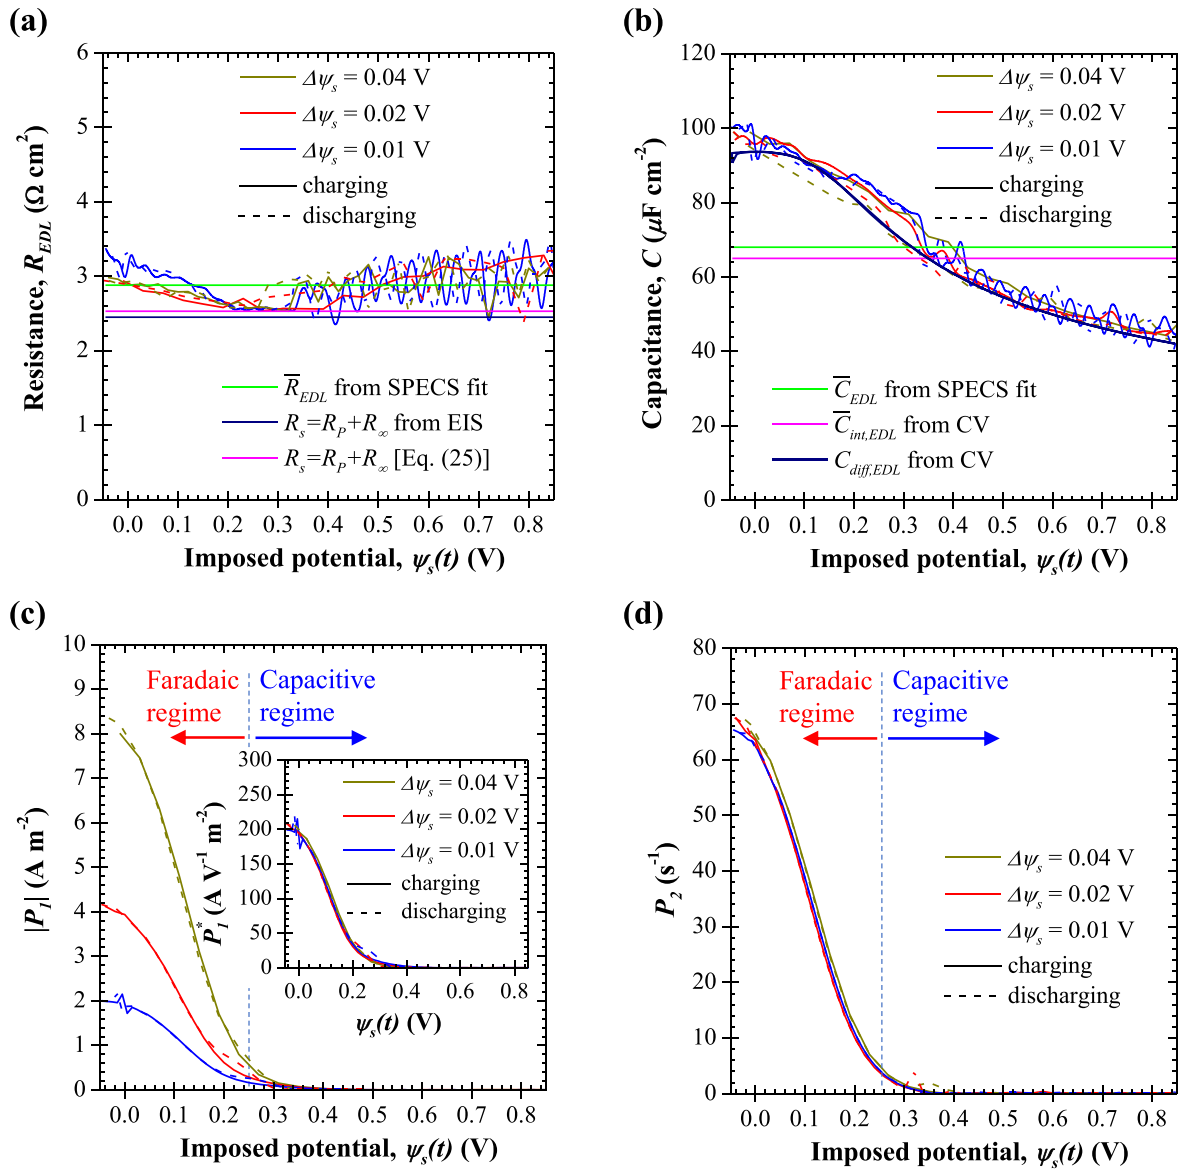 (a)
Resistance, R_EDL (Ω cm²)
6
5
4
3
2
1
0
Δψ_s = 0.04 V
Δψ_s = 0.02 V
Δψ_s = 0.01 V
charging
discharging
R̅_EDL from SPECS fit
R_s=R_P+R_∞ from EIS
R_s=R_P+R_∞ [Eq. (25)]
0.0 0.1 0.2 0.3 0.4 0.5 0.6 0.7 0.8
Imposed potential, ψ_s(t) (V)
(b)
Capacitance, C (μF cm⁻²)
120
100
80
60
40
20
0
Δψ_s = 0.04 V
Δψ_s = 0.02 V
Δψ_s = 0.01 V
charging
discharging
C̅_EDL from SPECS fit
C̅_int,EDL from CV
C_diff,EDL from CV
0.0 0.1 0.2 0.3 0.4 0.5 0.6 0.7 0.8
Imposed potential, ψ_s(t) (V)
(c)
|P_1| (A m⁻²)
10
9
8
7
6
5
4
3
2
1
0
Faradaic
regime
Capacitive
regime
P_1^* (A V⁻¹ m⁻²)
300
250
200
150
100
50
0
Δψ_s = 0.04 V
Δψ_s = 0.02 V
Δψ_s = 0.01 V
charging
discharging
0.0 0.2 0.4 0.6 0.8
ψ_s(t) (V)
0.0 0.1 0.2 0.3 0.4 0.5 0.6 0.7 0.8
Imposed potential, ψ_s(t) (V)
(d)
P_2 (s⁻¹)
80
70
60
50
40
30
20
10
0
Faradaic
regime
Capacitive
regime
Δψ_s = 0.04 V
Δψ_s = 0.02 V
Δψ_s = 0.01 V
charging
discharging
0.0 0.1 0.2 0.3 0.4 0.5 0.6 0.7 0.8
Imposed potential, ψ_s(t) (V)